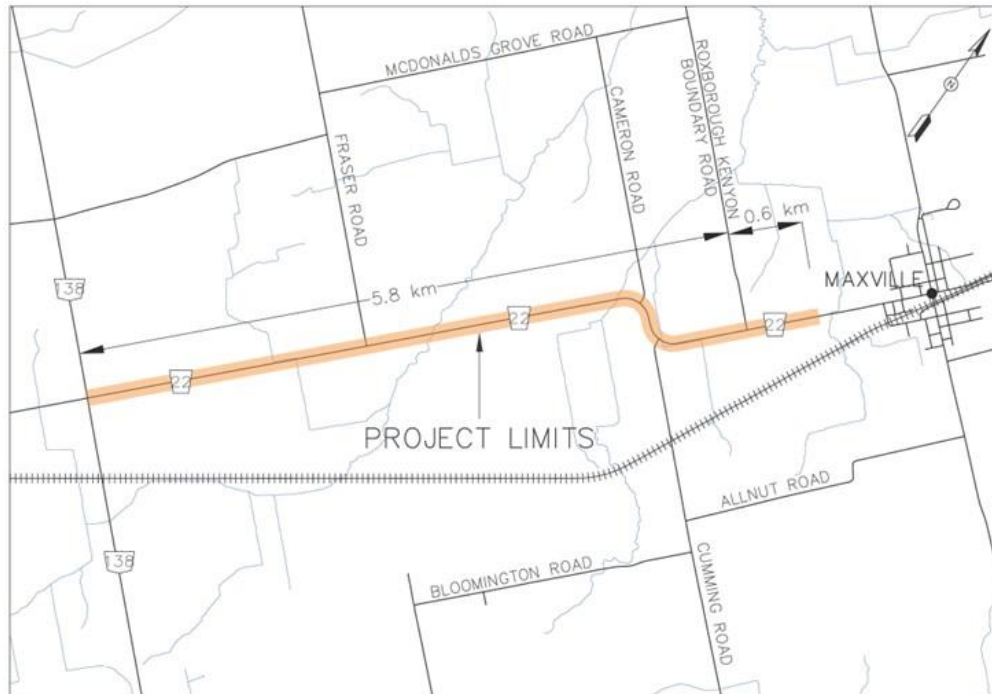 MCDONALDS GROVE ROAD
ROXBOROUGH KENYON
BOUNDARY ROAD
CAMERON ROAD
FRASER ROAD
N
0.6 km
MAXVILLE
138
5.8 km
22
22
22
PROJECT LIMITS
ALLNUT ROAD
138
BLOOMINGTON ROAD
CUMMING ROAD